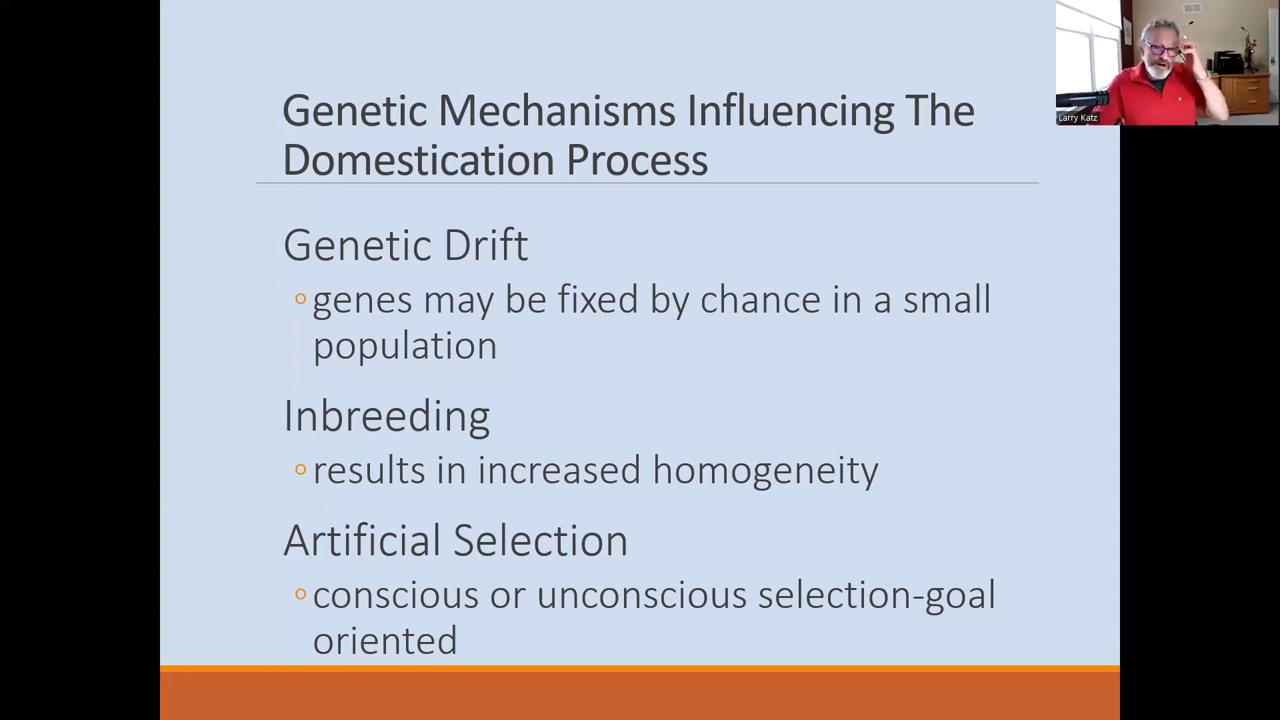 Genetic Mechanisms Influencing The
Domestication Process
Genetic Drift
◦genes may be fixed by chance in a small
population
Inbreeding
◦results in increased homogeneity
Artificial Selection
◦conscious or unconscious selection-goal
oriented
Larry Katz